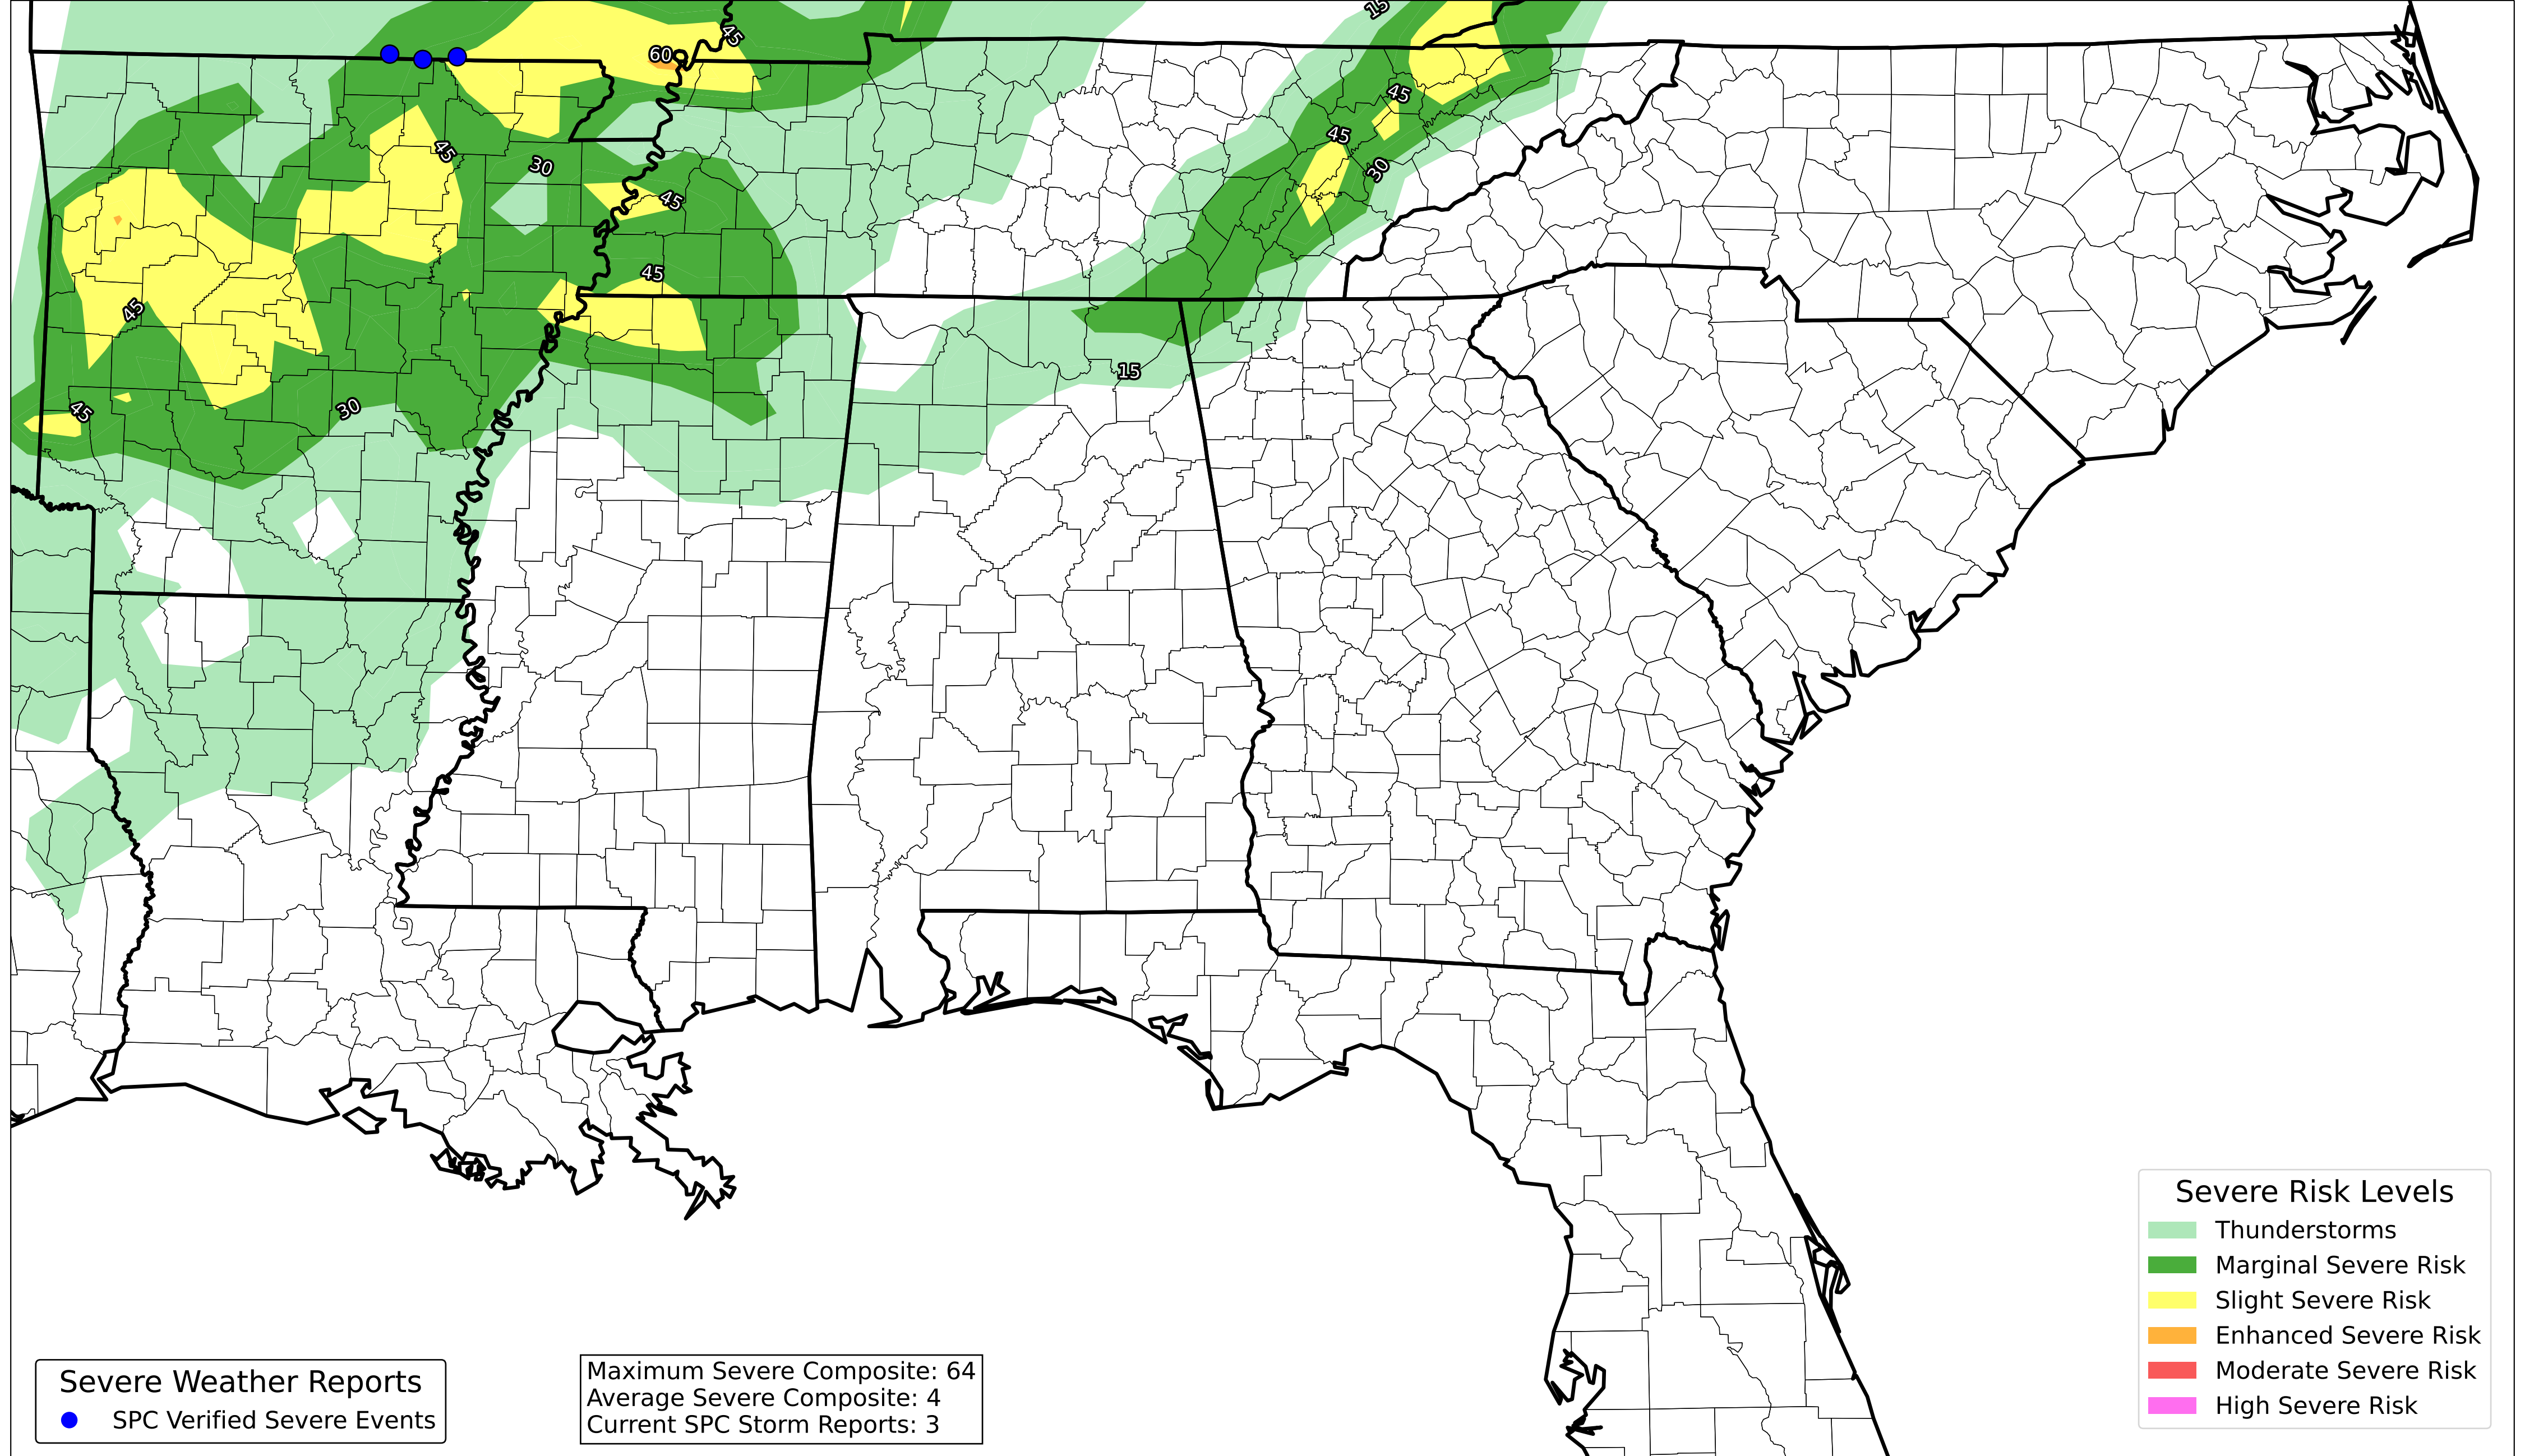 15
45
60
45
45
45
30
30
45
45
45
15
45
30
Severe Risk Levels
Thunderstorms
Marginal Severe Risk
Slight Severe Risk
Enhanced Severe Risk
Moderate Severe Risk
High Severe Risk
Severe Weather Reports
SPC Verified Severe Events
Maximum Severe Composite: 64
Average Severe Composite: 4
Current SPC Storm Reports: 3